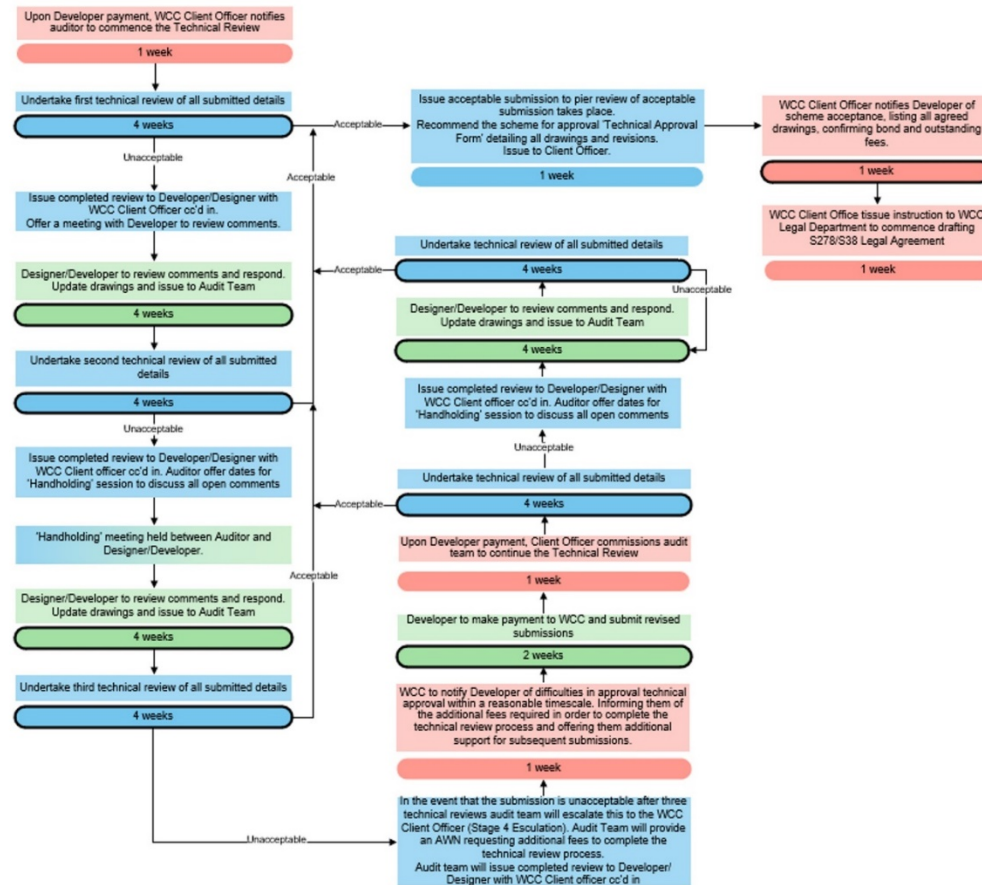 Upon Developer payment, WCC Client Officer notifies
auditor to commence the Technical Review
1 week
Undertake first technical review of all submitted details
4 weeks
Unacceptable
Issue completed review to Developer/Designer with
WCC Client Officer cc'd in.
Offer a meeting with Developer to review comments.
Designer/Developer to review comments and respond.
Update drawings and issue to Audit Team
4 weeks
Undertake second technical review of all submitted
details
4 weeks
Unacceptable
Issue completed review to Developer/Designer with
WCC Client officer cc'd in. Auditor offer dates for
'Handholding' session to discuss all open comments
'Handholding' meeting held between Auditor and
Designer/Developer.
Designer/Developer to review comments and respond.
Update drawings and issue to Audit Team
4 weeks
Undertake third technical review of all submitted details
4 weeks
Unacceptable
Acceptable
Acceptable
Acceptable
Issue acceptable submission to pier review of acceptable
submission takes place.
Recommend the scheme for approval 'Technical Approval
Form' detailing all drawings and revisions.
Issue to Client Officer.
1 week
Undertake technical review of all submitted details
Acceptable
4 weeks
Unacceptable
Designer/Developer to review comments and respond.
Update drawings and issue to Audit Team
4 weeks
Issue completed review to Developer/Designer with
WCC Client officer cc'd in. Auditor offer dates for
'Handholding' session to discuss all open comments
Unacceptable
Undertake technical review of all submitted details
Acceptable
4 weeks
Upon Developer payment, Client Officer commissions audit
team to continue the Technical Review
1 week
Developer to make payment to WCC and submit revised
submissions
2 weeks
WCC to notify Developer of difficulties in approval technical
approval within a reasonable timescale. Informing them of
of the additional fees required in order to complete the
technical review process and offering them additional
support for subsequent submissions.
1 week
In the event that the submission is unacceptable after three
technical reviews audit team will escalate this to the WCC
Client Officer (Stage 4 Esculation). Audit Team will provide
an AWN requesting additional fees to complete the
technical review process.
Audit team will issue completed review to Developer/
Designer with WCC Client officer cc'd in
WCC Client Officer notifies Developer of
scheme acceptance, listing all agreed
drawings, confirming bond and outstanding
fees.
1 week
WCC Client Office tissue instruction to WCC
Legal Department to commence drafting
S278/S38 Legal Agreement
1 week